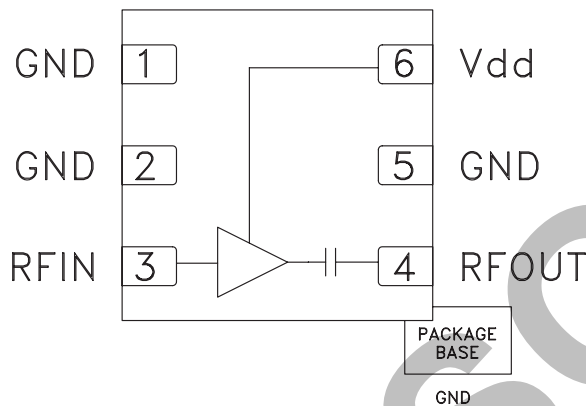 GND 1 6 Vdd
GND 2 5 GND
RFIN 3 4 RFOUT
PACKAGE
BASE
GND